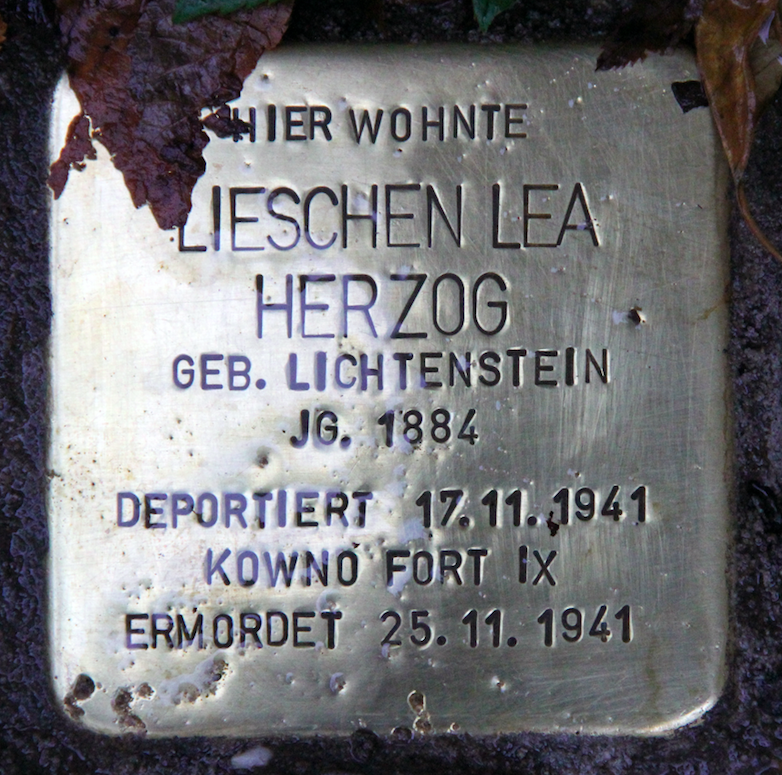 HIER WOHNTE
LIESCHEN LEA
HERZOG
GEB. LICHTENSTEIN
JG. 1884
DEPORTIERT 17.11.1941
KOWNO FORT IX
ERMORDET 25.11.1941